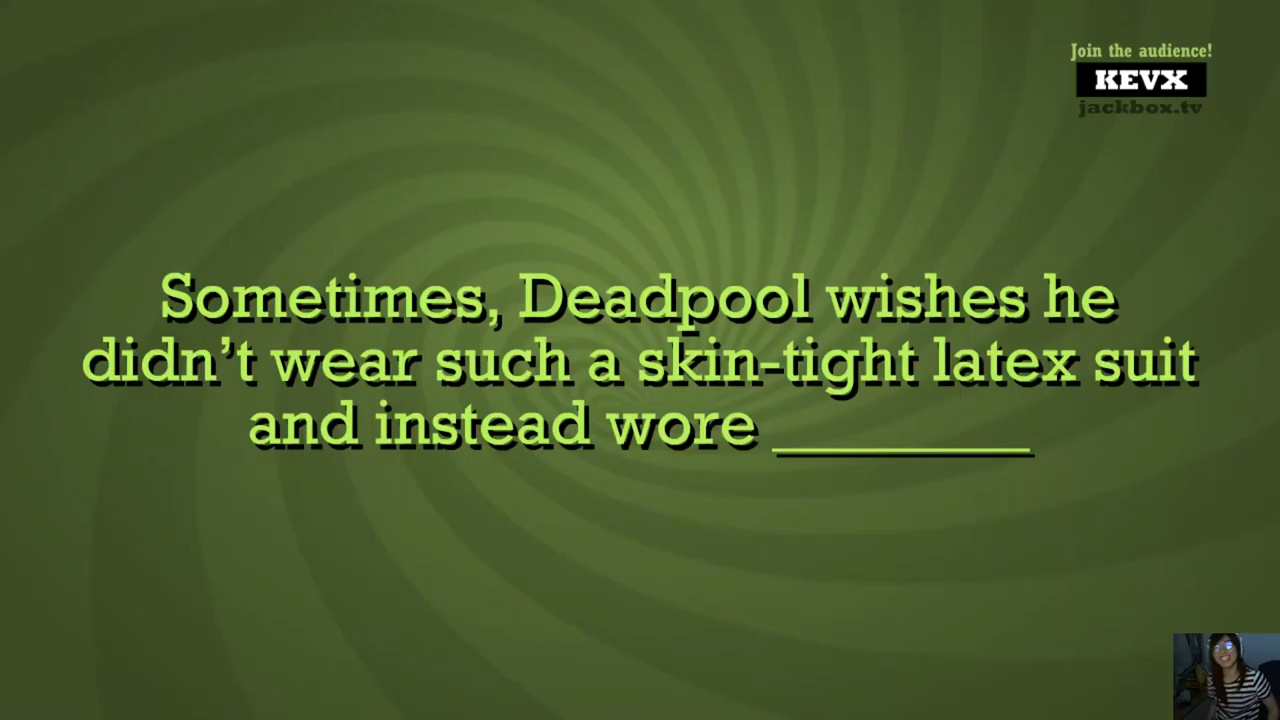 Join the audience!
KEVX
jackbox.tv
Sometimes, Deadpool wishes he
didn't wear such a skin-tight latex suit
and instead wore ________